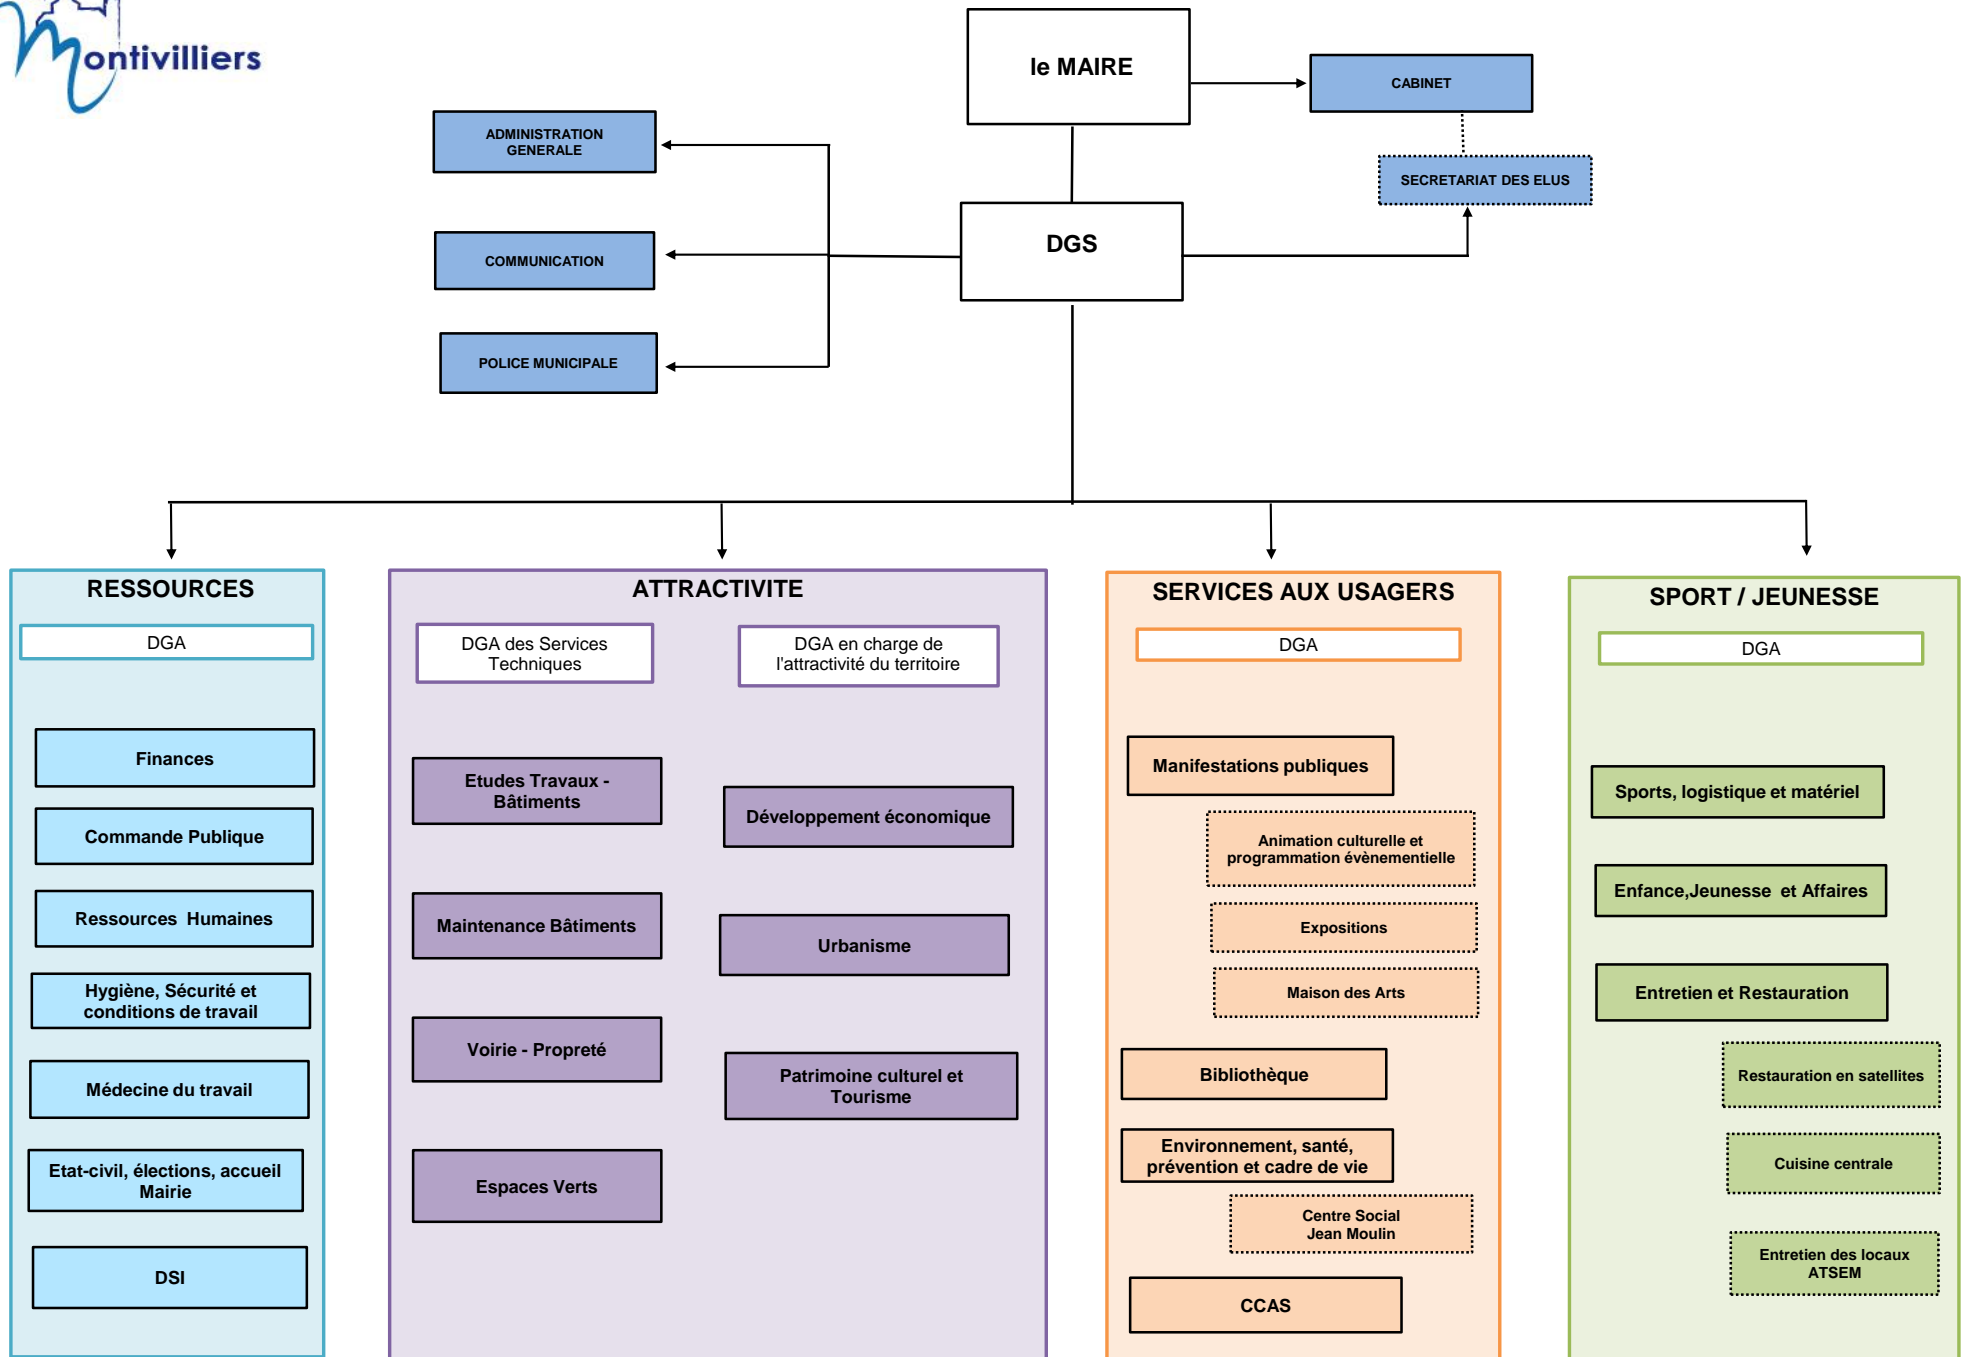 Montivilliers
le MAIRE
CABINET
ADMINISTRATION
GENERALE
SECRETARIAT DES ELUS
DGS
COMMUNICATION
POLICE MUNICIPALE
RESSOURCES
DGA
Finances
Commande Publique
Ressources Humaines
Hygiène, Sécurité et
conditions de travail
Médecine du travail
Etat-civil, élections, accueil
Mairie
DSI
ATTRACTIVITE
DGA des Services
Techniques
Etudes Travaux -
Bâtiments
Maintenance Bâtiments
Voirie - Propreté
Espaces Verts
DGA en charge de
l'attractivité du territoire
Développement économique
Urbanisme
Patrimoine culturel et
Tourisme
SERVICES AUX USAGERS
DGA
Manifestations publiques
Animation culturelle et
programmation évènementielle
Expositions
Maison des Arts
Bibliothèque
Environnement, santé,
prévention et cadre de vie
Centre Social
Jean Moulin
CCAS
SPORT / JEUNESSE
DGA
Sports, logistique et matériel
Enfance,Jeunesse et Affaires
Entretien et Restauration
Restauration en satellites
Cuisine centrale
Entretien des locaux
ATSEM